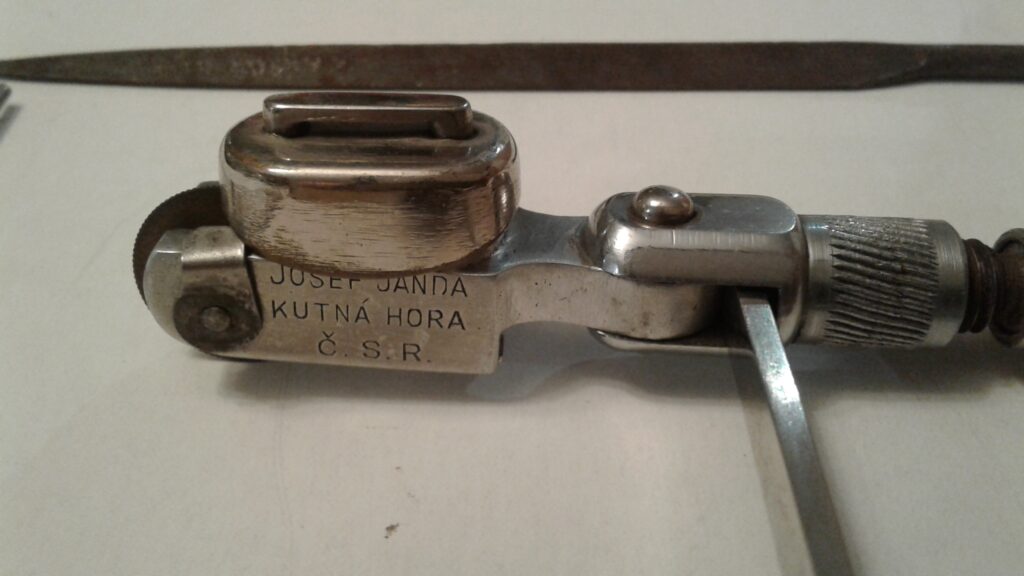 JOSEF JANDA
KUTNÁ HORA
Č. S. R.